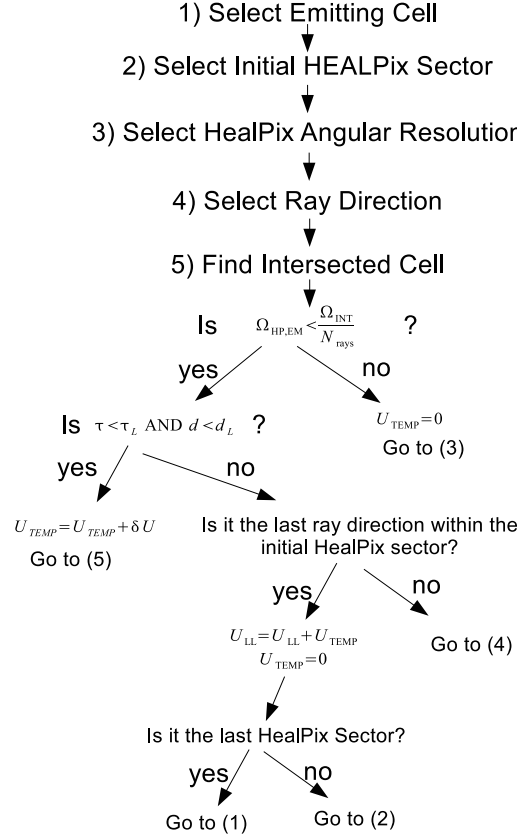 1) Select Emitting Cell
2) Select Initial HEALPix Sector
3) Select HealPix Angular Resolution
4) Select Ray Direction
5) Find Intersected Cell
Is Ω_HP,EM < Ω_INT / N_rays ?
yes no
U_TEMP=0
Go to (3)
Is τ<τ_L AND d<d_L ?
yes no
U_TEMP=U_TEMP+δU
Go to (5)
Is it the last ray direction within the
initial HealPix sector?
yes no
U_LL=U_LL+U_TEMP
U_TEMP=0
Go to (4)
Is it the last HealPix Sector?
yes no
Go to (1) Go to (2)